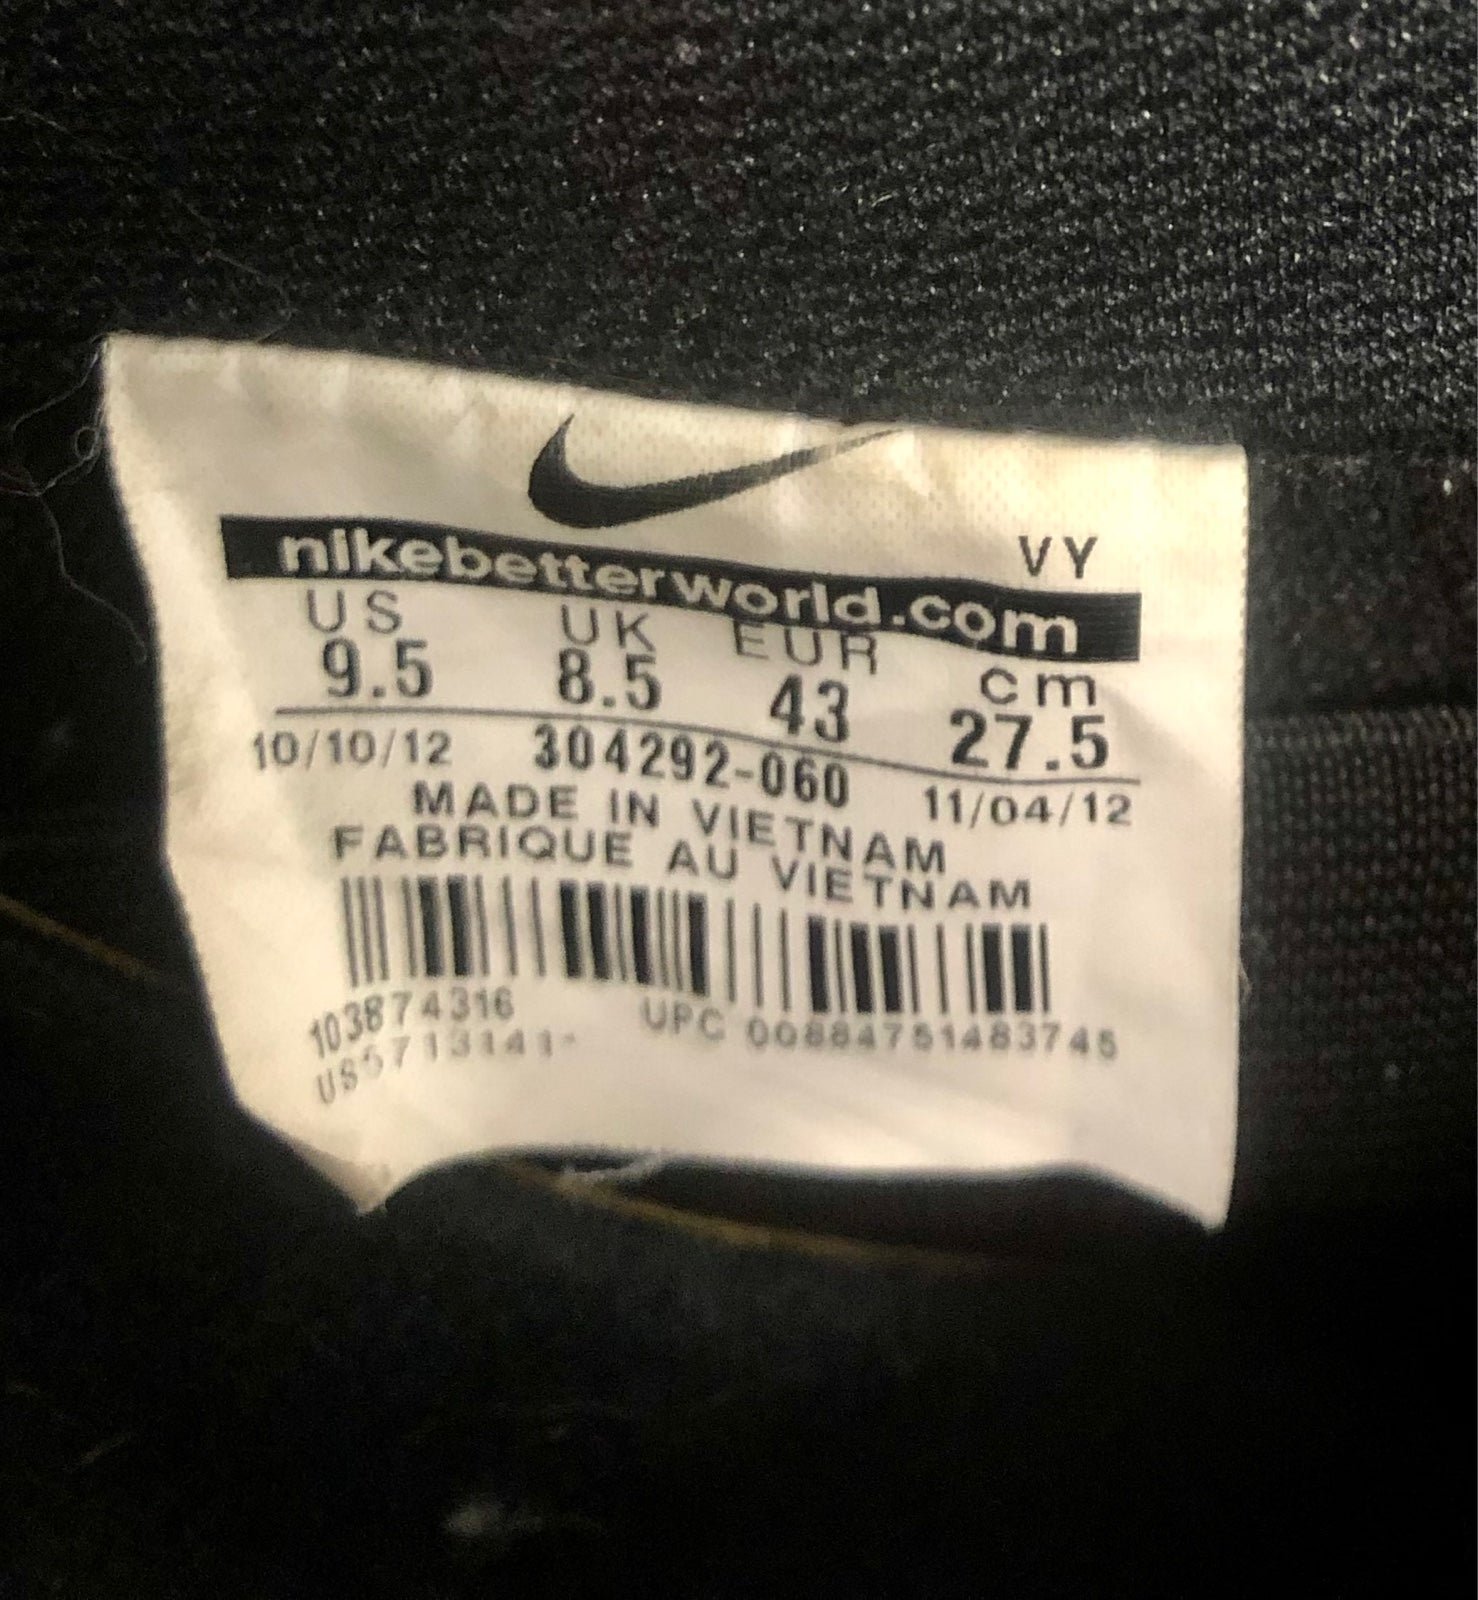 VY
nikebetterworld.com
US UK EUR cm
9.5 8.5 43 27.5
10/10/12 304292-060 11/04/12
MADE IN VIETNAM
FABRIQUE AU VIETNAM
103874316 UPC 00884751483745